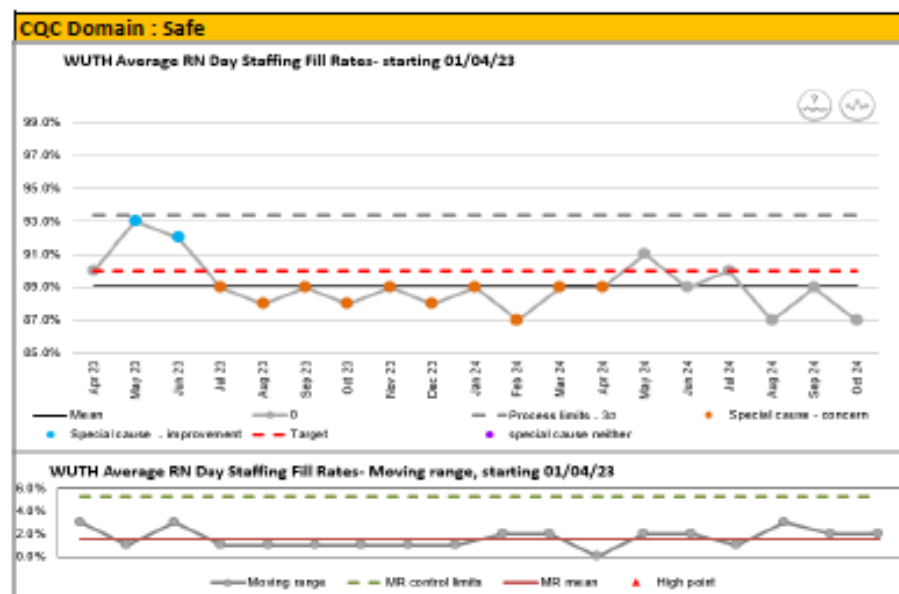 CQC Domain : Safe
WUTH Average RN Day Staffing Fill Rates- starting 01/04/23
?
99.0%
97.0%
95.0%
93.0%
91.0%
89.0%
87.0%
85.0%
Apr 23
May 23
Jun 23
Jul 23
Aug 23
Sep 23
Oct 23
Nov 23
Dec 23
Jan 24
Feb 24
Mar 24
Apr 24
May 24
Jun 24
Jul 24
Aug 24
Sep 24
Oct 24
Mean 0 Process limits - 3σ Special cause - concern
Special cause - improvement Target special cause neither
WUTH Average RN Day Staffing Fill Rates- Moving range, starting 01/04/23
6.0%
4.0%
2.0%
0.0%
Moving range MR control limits MR mean High point